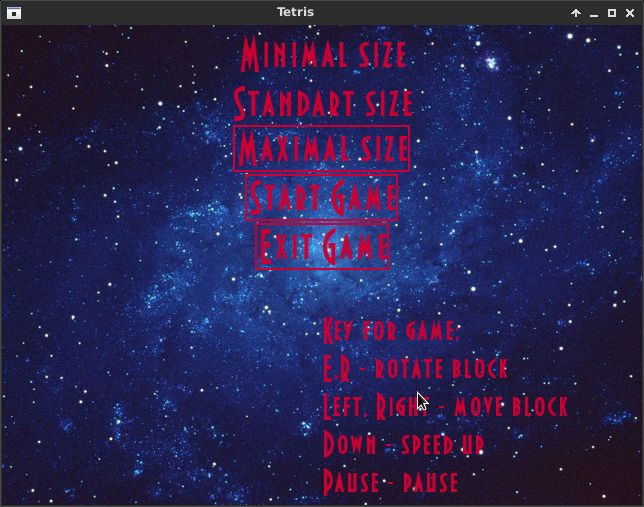 Tetris
Minimal size
Standart size
Maximal size
Start Game
Exit Game
Key for game:
E,R - rotate block
Left, Right - move block
Down - speed up
Pause - pause